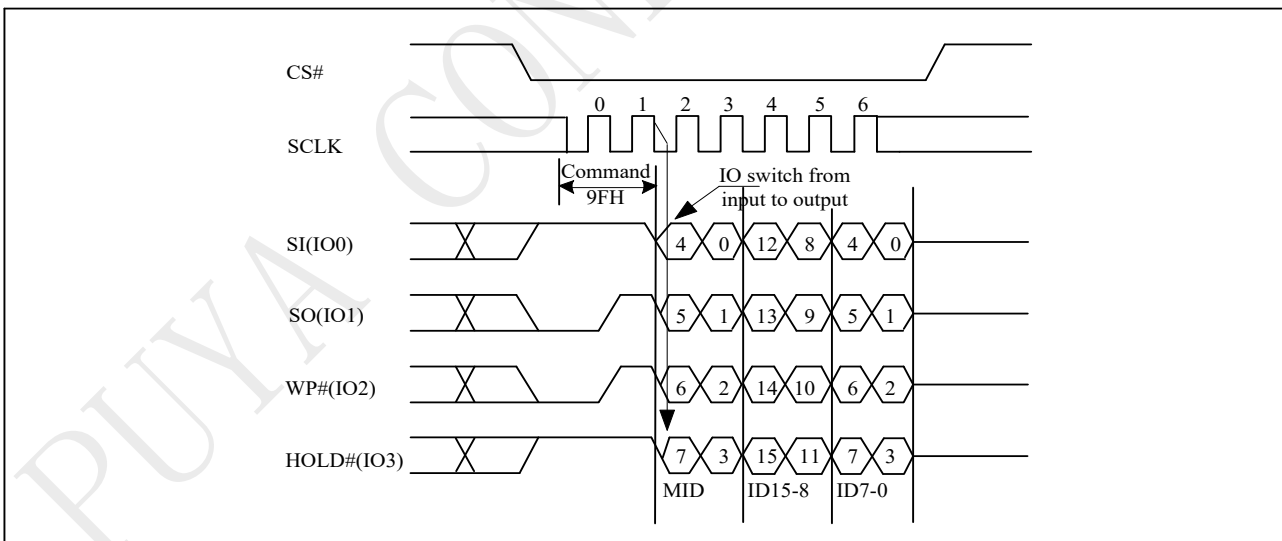 CS#
0 1 2 3 4 5 6
SCLK
Command
9FH
IO switch from
input to output
SI(IO0)
4 0 12 8 4 0
SO(IO1)
5 1 13 9 5 1
WP#(IO2)
6 2 14 10 6 2
HOLD#(IO3)
7 3 15 11 7 3
MID ID15-8 ID7-0
PUYA CON